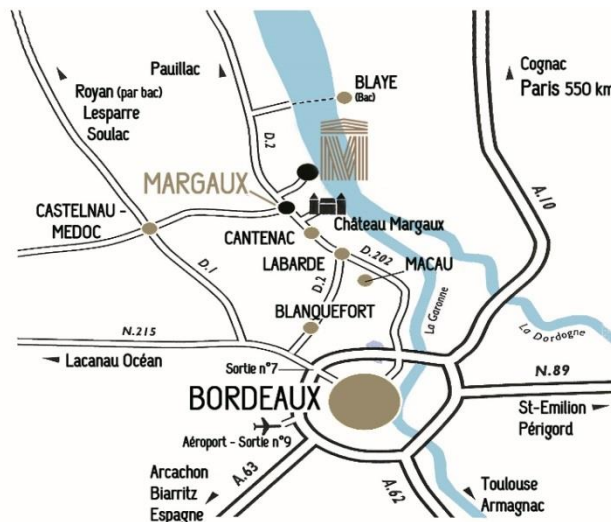 Pauillac
BLAYE
(Bac)
Cognac
Paris 550 km
Royan (par bac)
Lesparre
Soulac
D.2
M
MARGAUX
A.10
CASTELNAU -
MEDOC
Château Margaux
CANTENAC
D.202
LABARDE
MACAU
D.1
D.2
BLANQUEFORT
La Garonne
La Dordogne
N.215
Lacanau Océan
Sortie n°7
N.89
BORDEAUX
St-Emilion
Périgord
Aéroport - Sortie n°9
Arcachon
Biarritz
Espagne
A.63
A.62
Toulouse
Armagnac